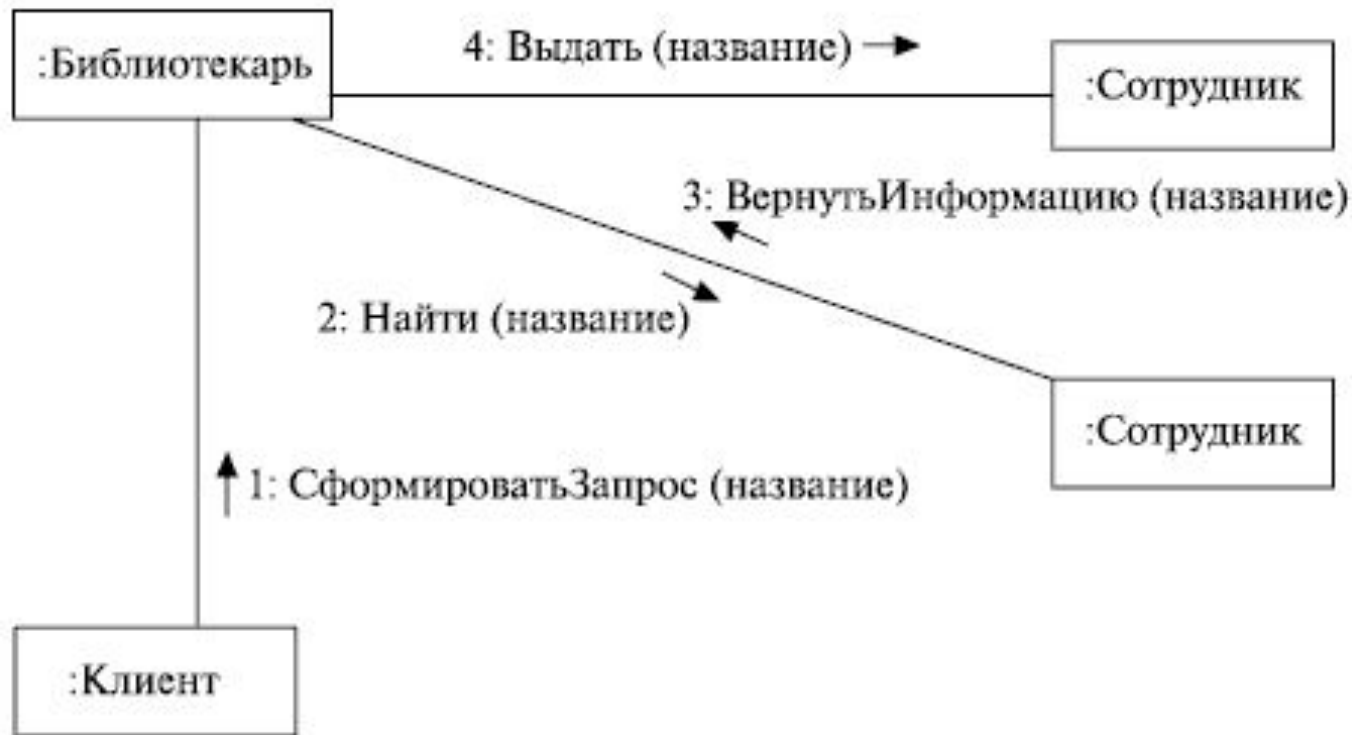 :Библиотекарь
4: Выдать (название)
:Сотрудник
3: ВернутьИнформацию (название)
2: Найти (название)
:Сотрудник
1: СформироватьЗапрос (название)
:Клиент